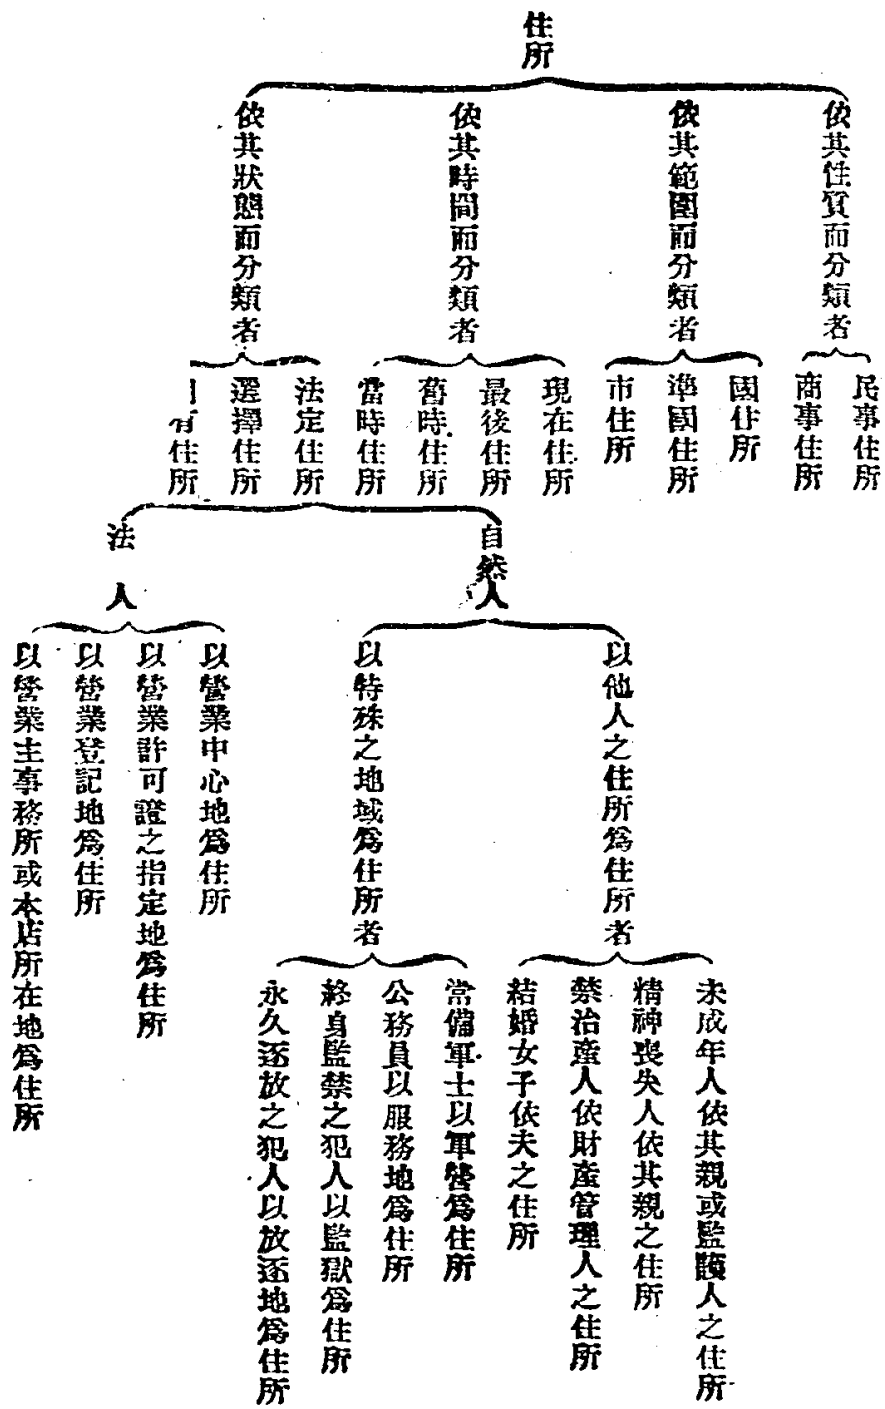 住所
依其性質而分類者
民事住所
商事住所
依其範圍而分類者
國住所
準國住所
市住所
依其時間而分類者
現在住所
最後住所
舊時住所
當時住所
依其狀態而分類者
法定住所
選擇住所
有住所
自然人
以他人之住所爲住所者
未成年人依其親或監護人之住所
精神喪失人依其親之住所
禁治產人依財產管理人之住所
結婚女子依夫之住所
以特殊之地域爲住所者
常備軍士以軍營爲住所
公務員以服務地爲住所
終身監禁之犯人以監獄爲住所
永久逐放之犯人以放逐地爲住所
法人
以營業中心地爲住所
以營業許可證之指定地爲住所
以營業登記地爲住所
以營業主事務所或本店所在地爲住所